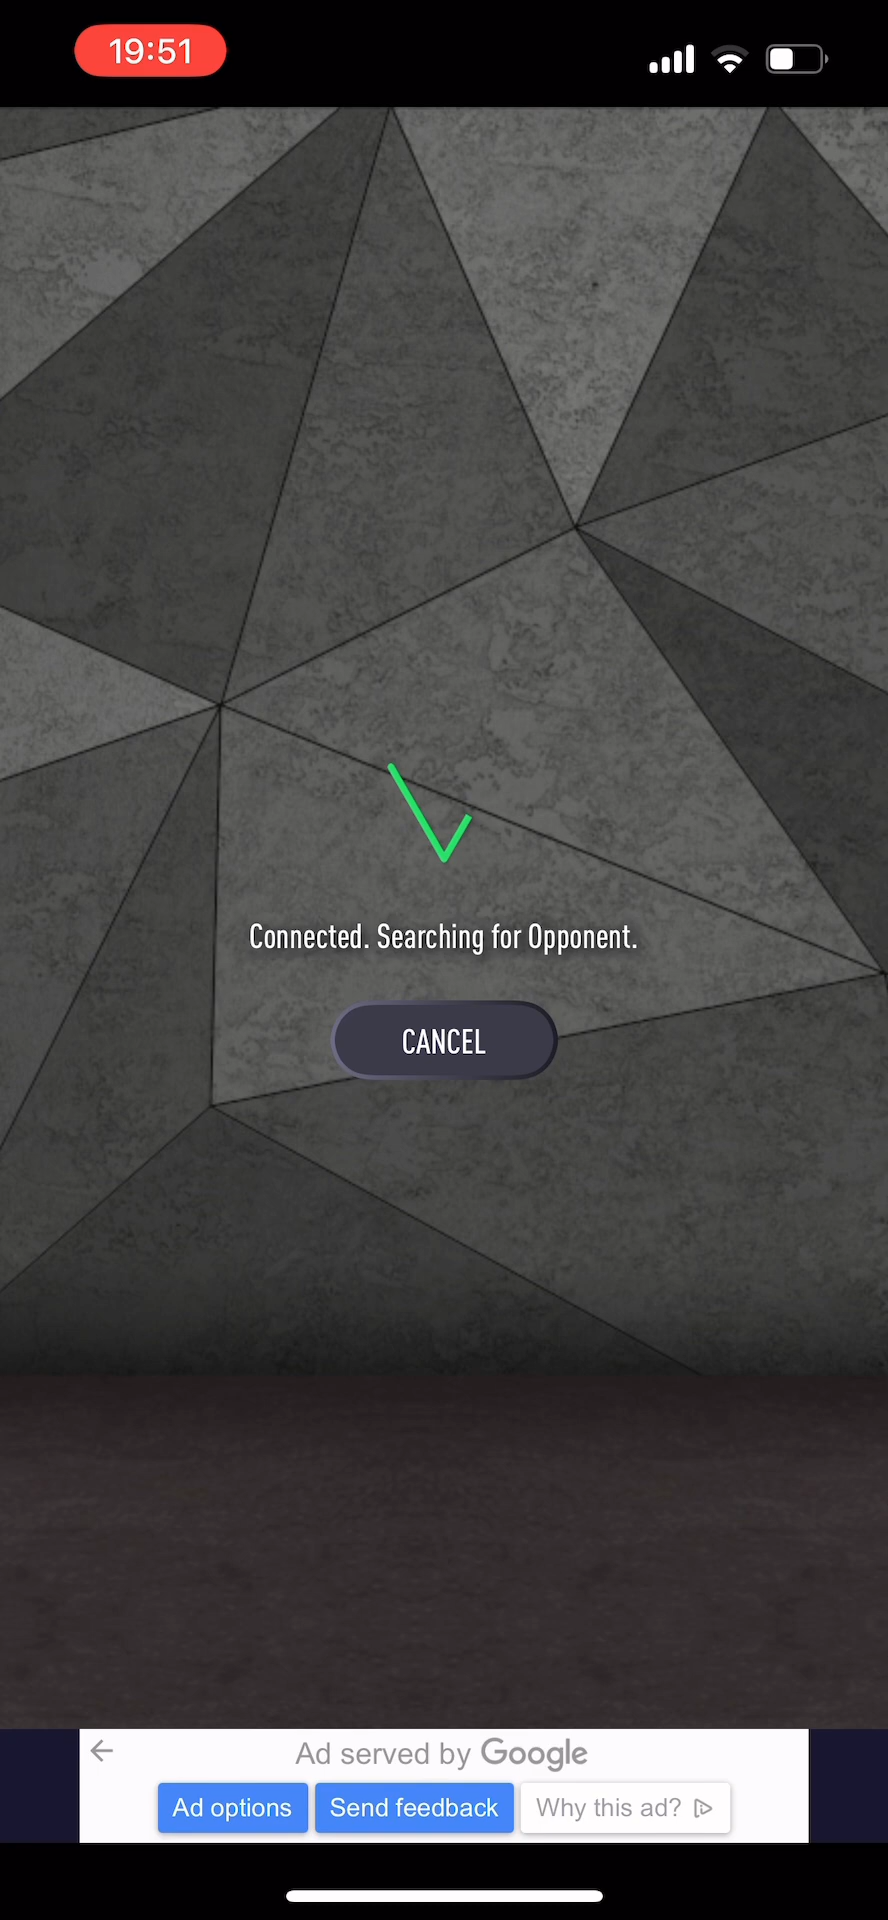 19:51
Connected. Searching for Opponent.
CANCEL
Ad served by Google
Ad options
Send feedback
Why this ad?